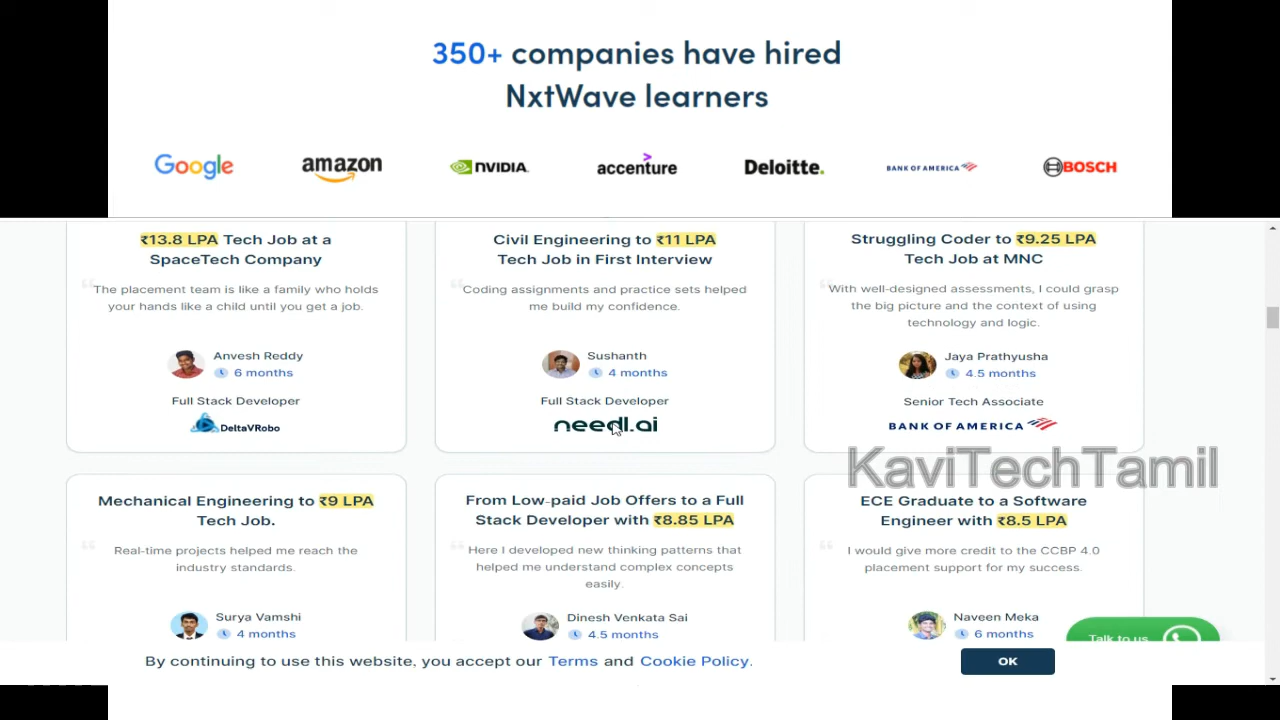 350+ companies have hired
NxtWave learners
Google
amazon
NVIDIA.
accenture
Deloitte.
BANK OF AMERICA
BOSCH
₹13.8 LPA Tech Job at a
SpaceTech Company
The placement team is like a family who holds
your hands like a child until you get a job.
Anvesh Reddy
6 months
Full Stack Developer
DeltaVRobo
Civil Engineering to ₹11 LPA
Tech Job in First Interview
Coding assignments and practice sets helped
me build my confidence.
Sushanth
4 months
Full Stack Developer
needl.ai
Struggling Coder to ₹9.25 LPA
Tech Job at MNC
With well-designed assessments, I could grasp
the big picture and the context of using
technology and logic.
Jaya Prathyusha
4.5 months
Senior Tech Associate
BANK OF AMERICA
KaviTechTamil
Mechanical Engineering to ₹9 LPA
Tech Job.
Real-time projects helped me reach the
industry standards.
Surya Vamshi
4 months
From Low-paid Job Offers to a Full
Stack Developer with ₹8.85 LPA
Here I developed new thinking patterns that
helped me understand complex concepts
easily.
Dinesh Venkata Sai
4.5 months
ECE Graduate to a Software
Engineer with ₹8.5 LPA
I would give more credit to the CCBP 4.0
placement support for my success.
Naveen Meka
6 months
Talk to us
By continuing to use this website, you accept our Terms and Cookie Policy.
OK